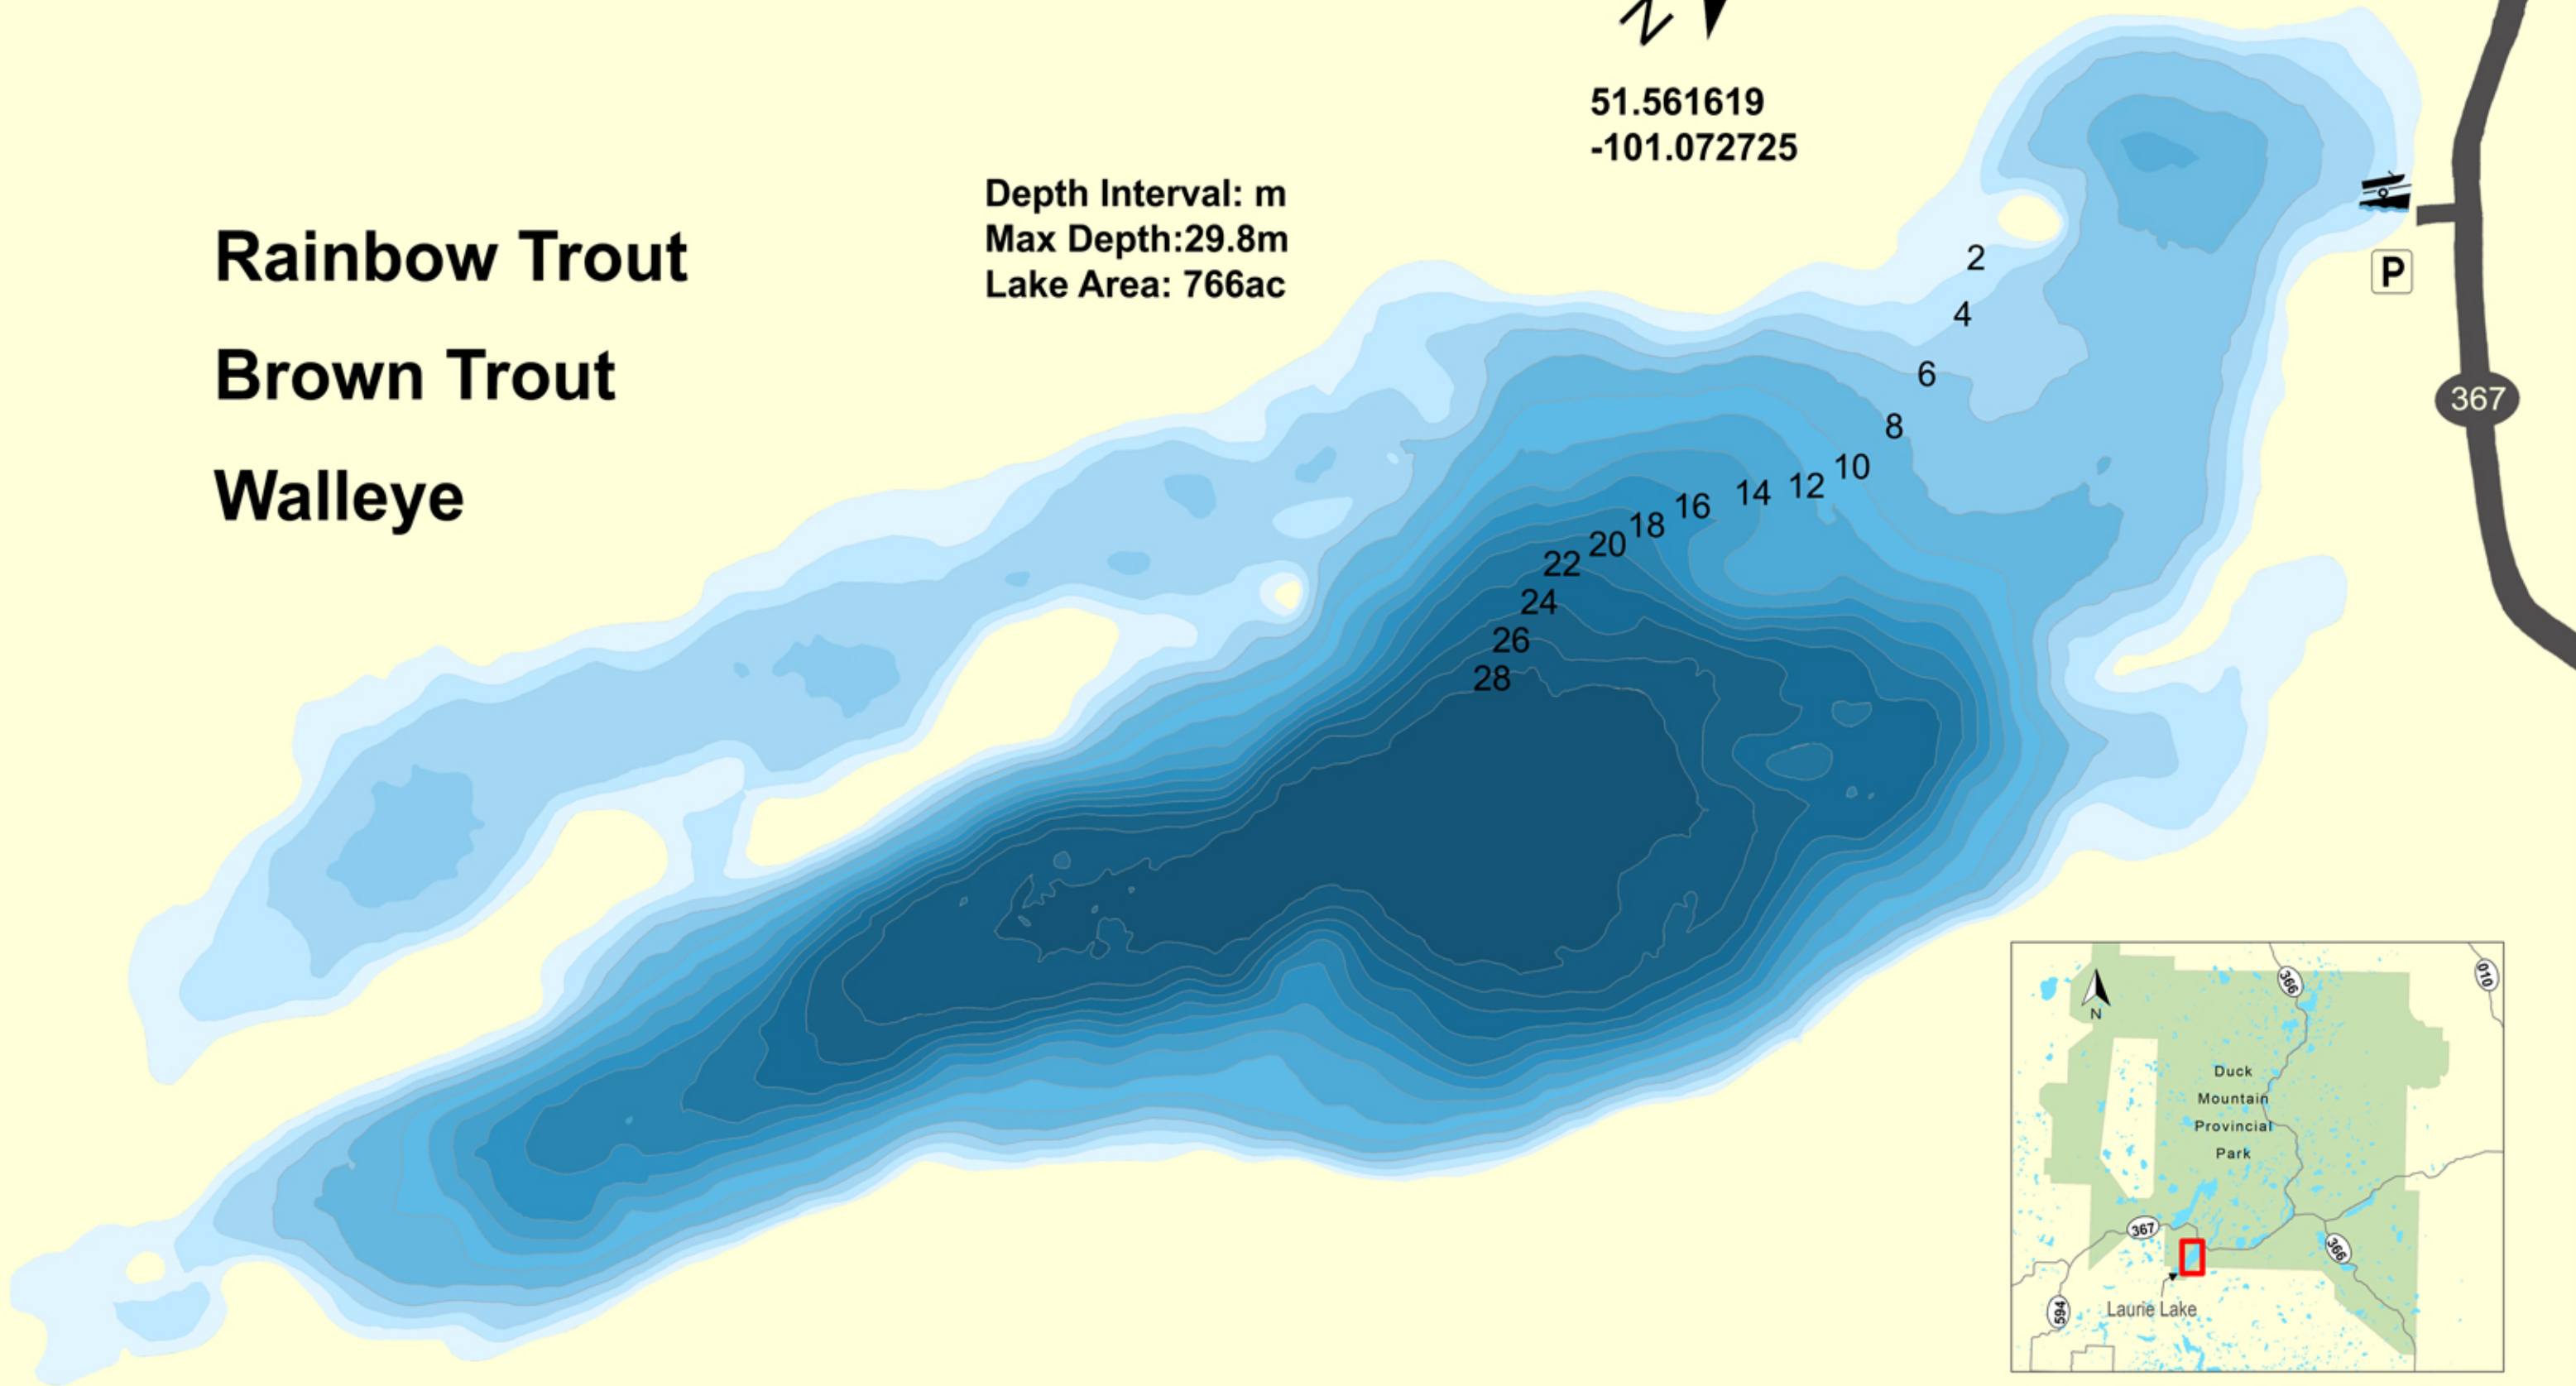 N
51.561619
-101.072725
Depth Interval: m
Max Depth:29.8m
Lake Area: 766ac
Rainbow Trout
Brown Trout
Walleye
2
4
6
8
10
12
14
16
18
20
22
24
26
28
P
367
366
010
N
Duck
Mountain
Provincial
Park
367
366
594
Laurie Lake